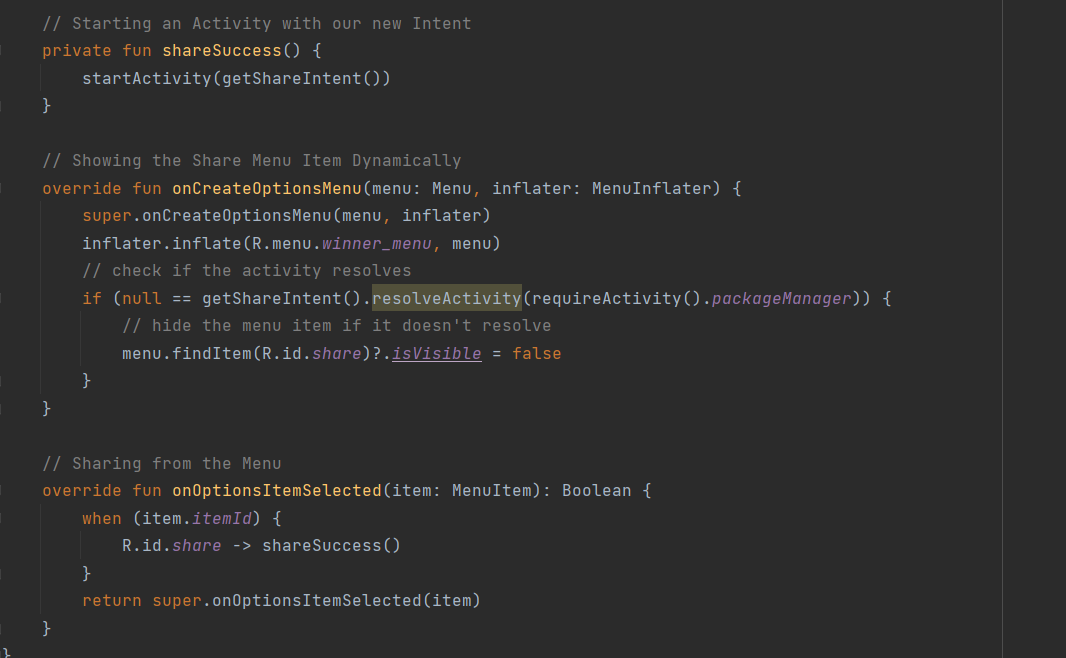 // Starting an Activity with our new Intent
private fun shareSuccess() {
    startActivity(getShareIntent())
}

// Showing the Share Menu Item Dynamically
override fun onCreateOptionsMenu(menu: Menu, inflater: MenuInflater) {
    super.onCreateOptionsMenu(menu, inflater)
    inflater.inflate(R.menu.winner_menu, menu)
    // check if the activity resolves
    if (null == getShareIntent().resolveActivity(requireActivity().packageManager)) {
        // hide the menu item if it doesn't resolve
        menu.findItem(R.id.share)?.isVisible = false
    }
}

// Sharing from the Menu
override fun onOptionsItemSelected(item: MenuItem): Boolean {
    when (item.itemId) {
        R.id.share -> shareSuccess()
    }
    return super.onOptionsItemSelected(item)
}
}